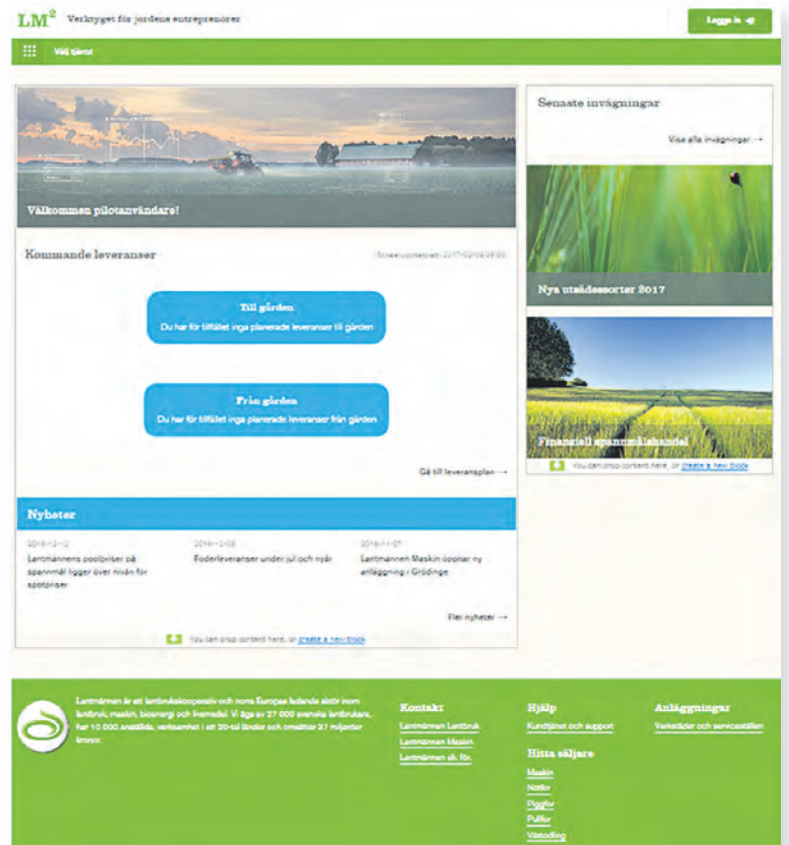 LM² Verktyget för jordens entreprenörer
Logga in
Välj tjänst
Välkommen pilotanvändare!
Kommande leveranser
Till gården
Du har för tillfället inga planerade leveranser till gården
Från gården
Du har för tillfället inga planerade leveranser från gården
Gå till leveransplan →
Nyheter
Lantmännens poolpriser på
spannmål ligger över nivån för
spotpriser
Foderleveranser under jul och nyår
Lantmännen Maskin öppnar ny
anläggning i Grödinge
Fler nyheter →
You can drop content here, or create a new block
Senaste invägningar
Visa alla invägningar →
Nya utsädessorter 2017
Finansiell spannmålshandel
You can drop content here, or create a new block
Lantmännen är ett lantbrukskooperativ och norra Europas ledande aktör inom
lantbruk, maskin, bioenergi och livsmedel. Vi ägs av 27 000 svenska lantbrukare,
har 10 000 anställda, verksamhet i ett 20-tal länder och omsätter 37 miljarder
kronor.
Kontakt
Lantmännen Lantbruk
Lantmännen Maskin
Lantmännen ek. för.
Hjälp
Kundtjänst och support
Hitta säljare
Maskin
Nötfor
Piggfor
Pullfor
Växtodling
Anläggningar
Verkstäder och serviceställen